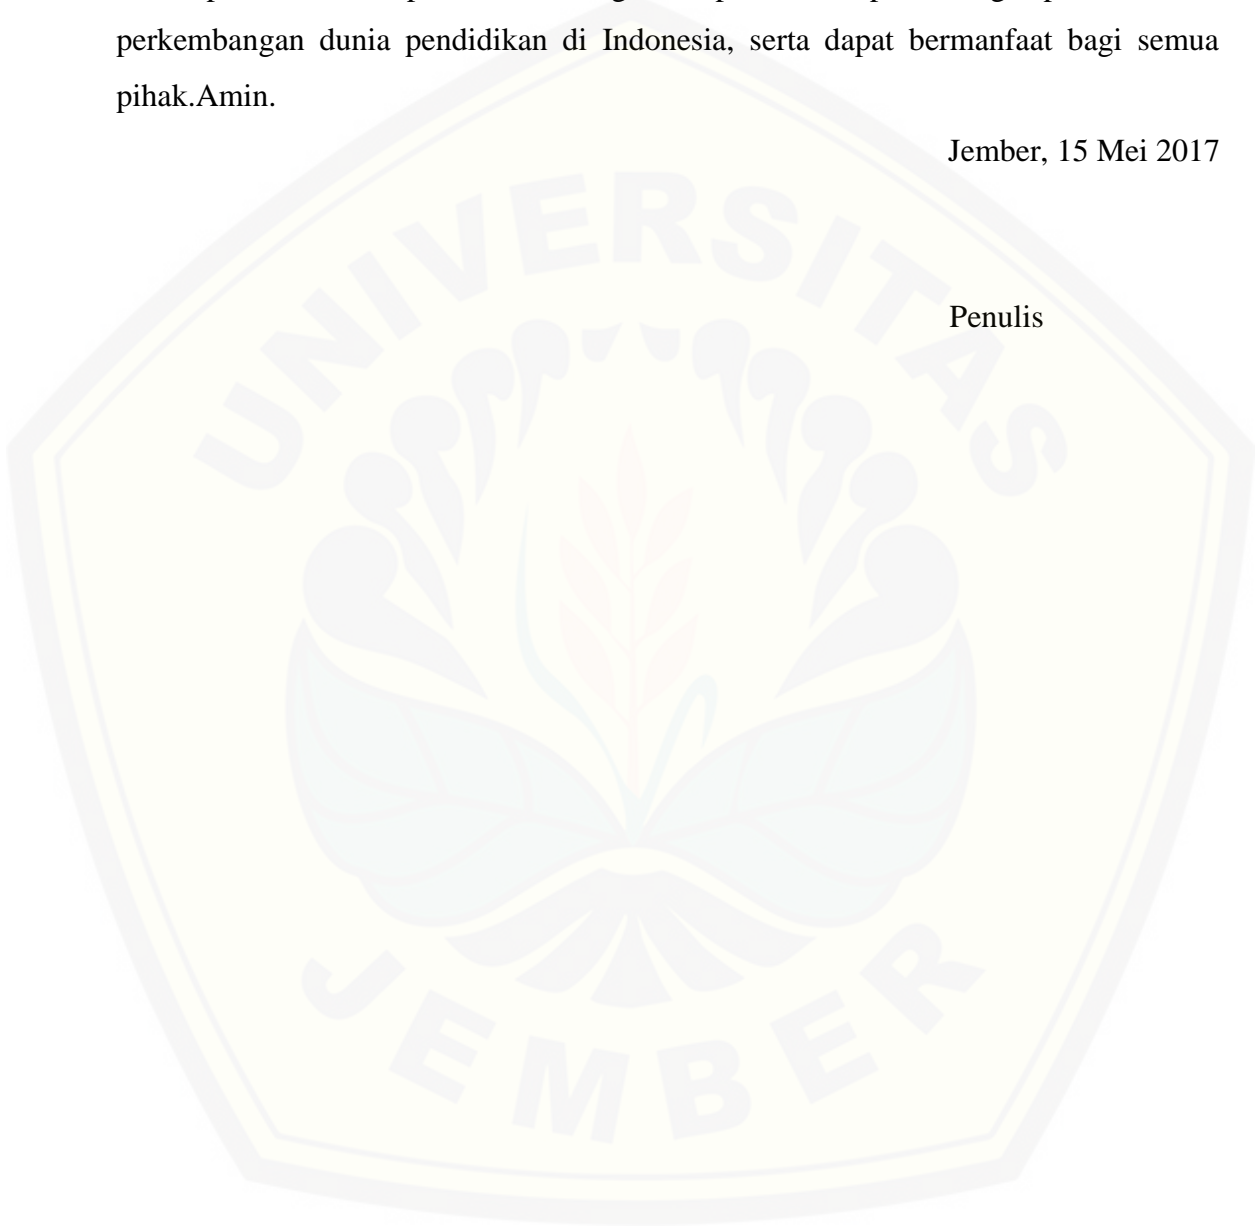 perkembangan dunia pendidikan di Indonesia, serta dapat bermanfaat bagi semua
pihak.Amin.
Jember, 15 Mei 2017
Penulis
UNIVERSITAS
JEMBER